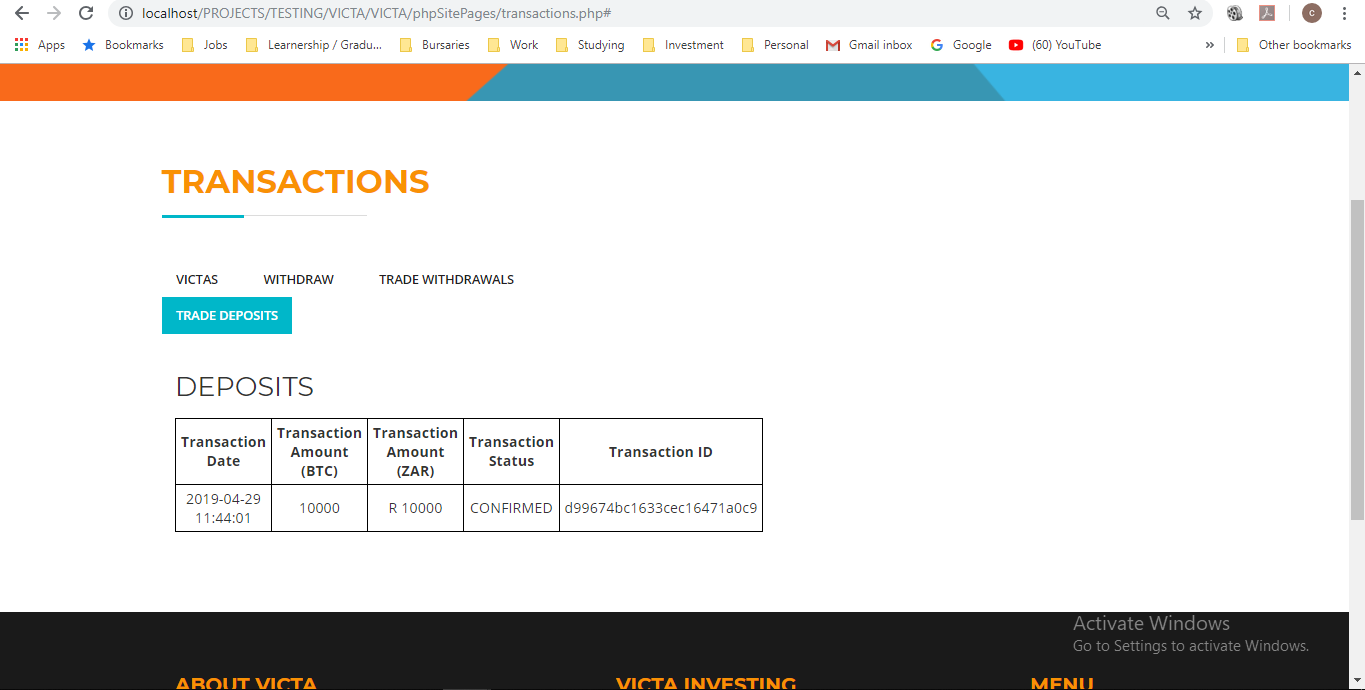 localhost/PROJECTS/TESTING/VICTA/VICTA/phpSitePages/transactions.php#
C
Apps Bookmarks Jobs Learnership / Gradu... Bursaries Work Studying Investment Personal Gmail inbox Google (60) YouTube » Other bookmarks
TRANSACTIONS
VICTAS WITHDRAW TRADE WITHDRAWALS
TRADE DEPOSITS
DEPOSITS
Transaction Date Transaction Amount (BTC) Transaction Amount (ZAR) Transaction Status Transaction ID
2019-04-29 11:44:01 10000 R 10000 CONFIRMED d99674bc1633cec16471a0c9
Activate Windows
Go to Settings to activate Windows.
ABOUT VICTA VICTA INVESTING MENU